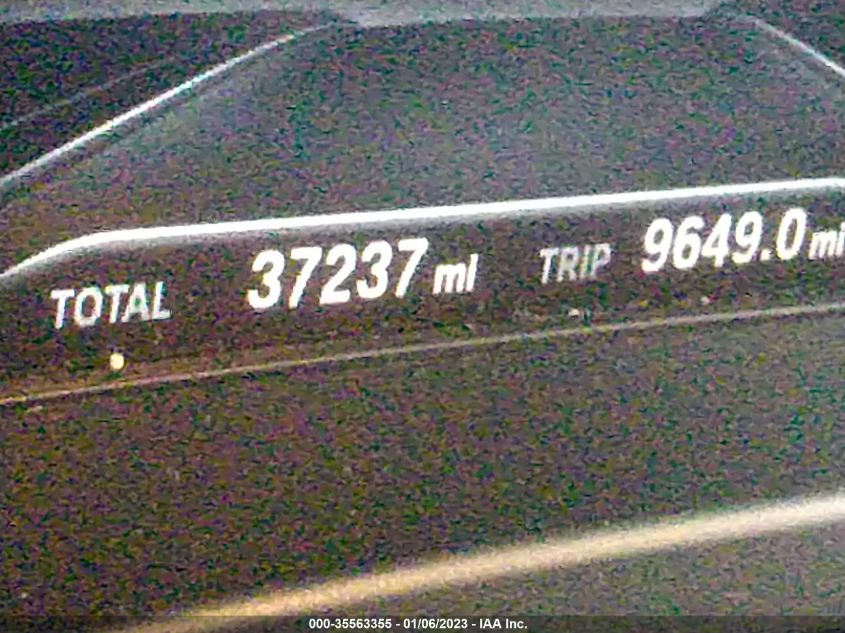 TOTAL 37237 mi TRIP 9649.0 mi
000-35563355 - 01/06/2023 - IAA Inc.